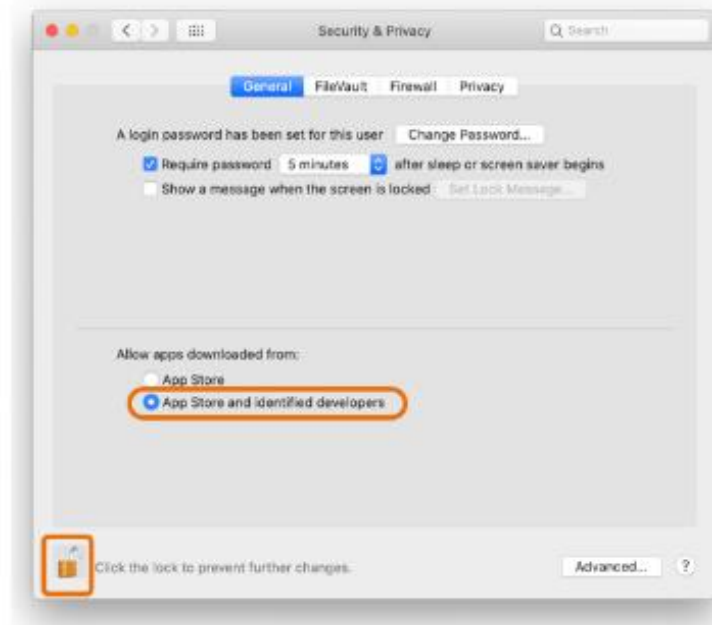 Security & Privacy
Search
General FileVault Firewall Privacy
A login password has been set for this user Change Password...
Require password 5 minutes after sleep or screen saver begins
Show a message when the screen is locked Set Lock Message...
Allow apps downloaded from:
App Store
App Store and identified developers
Click the lock to prevent further changes.
Advanced... ?